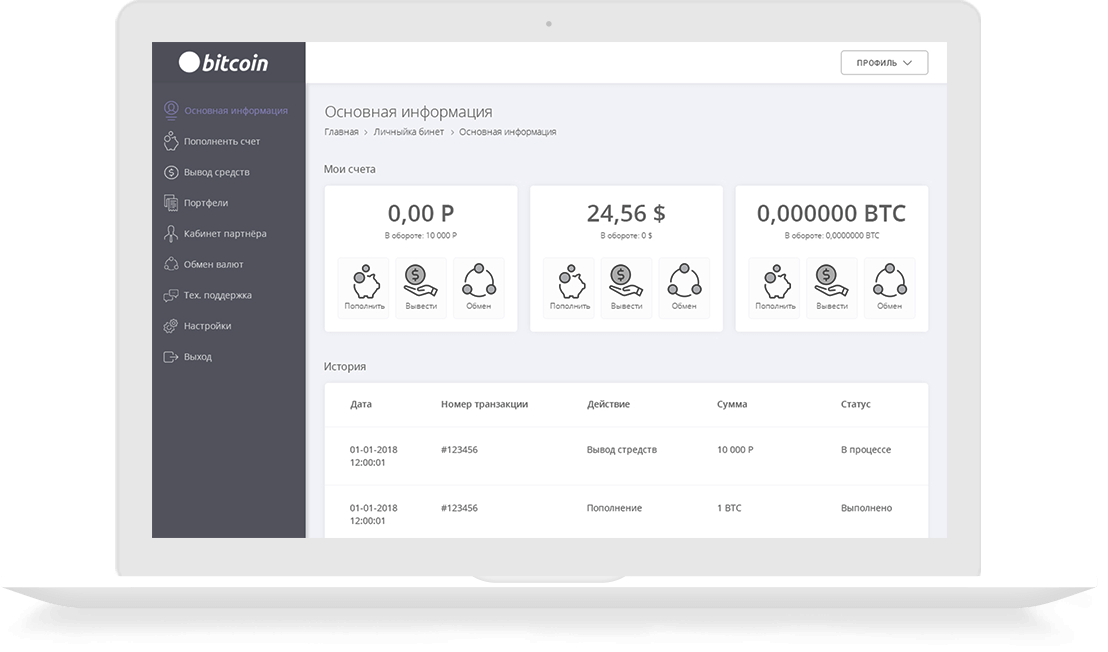 bitcoin
ПРОФИЛЬ
Основная информация
Пополненть счет
Вывод средств
Портфели
Кабинет партнёра
Обмен валют
Тех. поддержка
Настройки
Выход
Основная информация
Главная > Личныйка бинет > Основная информация
Мои счета
0,00 Р
В обороте: 10 000 Р
Пополнить Вывести Обмен
24,56 $
В обороте: 0 $
Пополнить Вывести Обмен
0,000000 BTC
В обороте: 0,0000000 BTC
Пополнить Вывести Обмен
История
Дата Номер транзакции Действие Сумма Статус
01-01-2018 #123456 Вывод стредств 10 000 Р В процессе
12:00:01
01-01-2018 #123456 Пополнение 1 BTC Выполнено
12:00:01